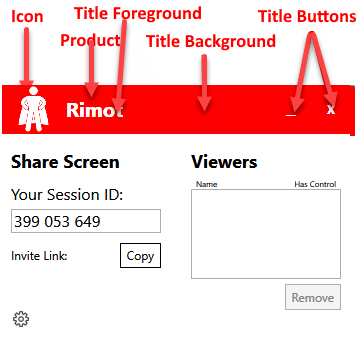 Icon
Title Foreground
Title Buttons
Product
Title Background
Rimot
_ x
Share Screen
Viewers
Your Session ID:
Name
Has Control
399 053 649
Invite Link:
Copy
Remove